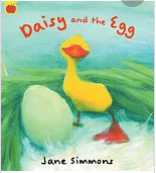 Daisy and the Egg
Jane Simmons